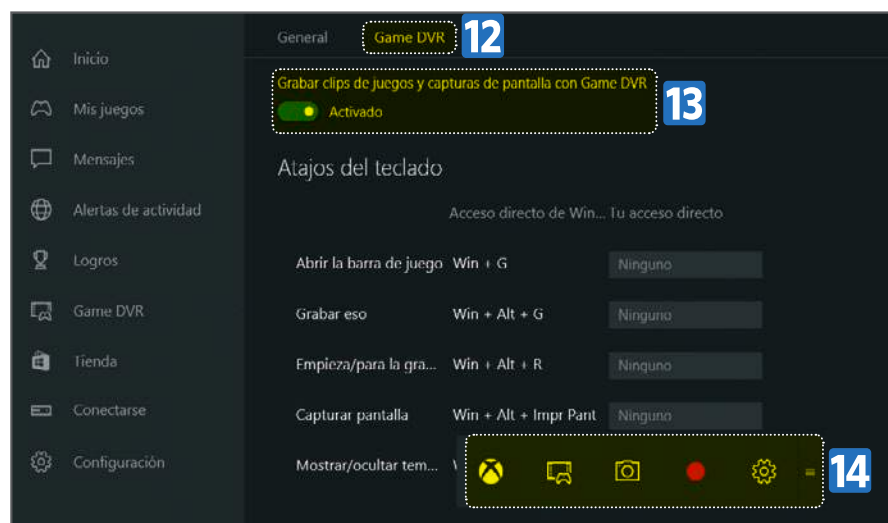 General Game DVR 12
Inicio
Grabar clips de juegos y capturas de pantalla con Game DVR
13
Activado
Mis juegos
Mensajes
Atajos del teclado
Alertas de actividad
Acceso directo de Win... Tu acceso directo
Logros
Abrir la barra de juego Win + G Ninguno
Game DVR
Grabar eso Win + Alt + G Ninguno
Tienda
Empieza/para la gra... Win + Alt + R Ninguno
Conectarse
Capturar pantalla Win + Alt + Impr Pant Ninguno
Configuración
Mostrar/ocultar tem...
14